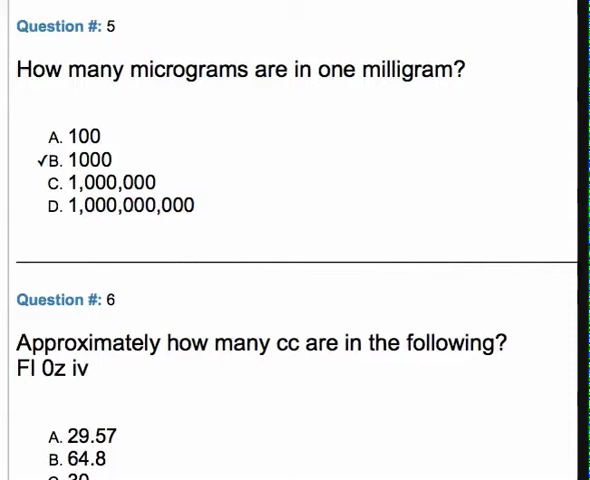 Question #: 5
How many micrograms are in one milligram?
A. 100
✓B. 1000
C. 1,000,000
D. 1,000,000,000
Question #: 6
Approximately how many cc are in the following?
Fl 0z iv
A. 29.57
B. 64.8